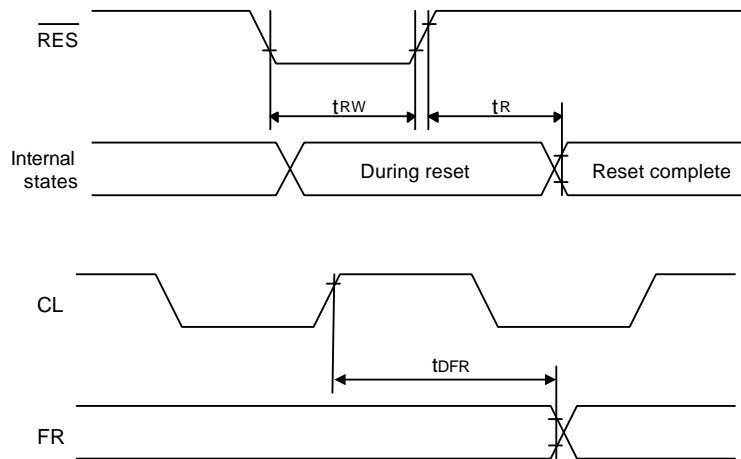 RES
tRW
tR
Internal
states
During reset
Reset complete
CL
tDFR
FR